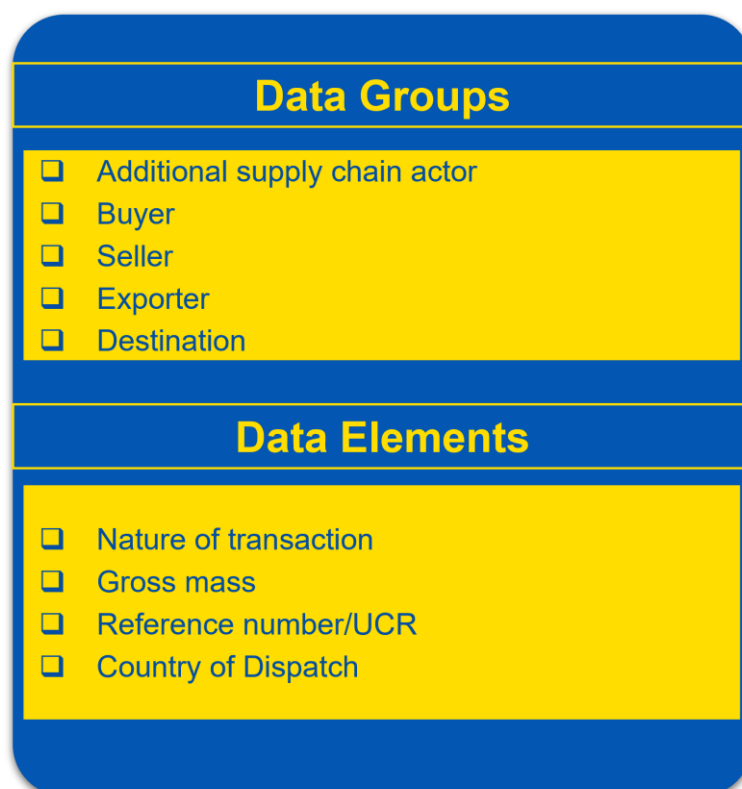 Data Groups
❑ Additional supply chain actor
❑ Buyer
❑ Seller
❑ Exporter
❑ Destination
Data Elements
❑ Nature of transaction
❑ Gross mass
❑ Reference number/UCR
❑ Country of Dispatch